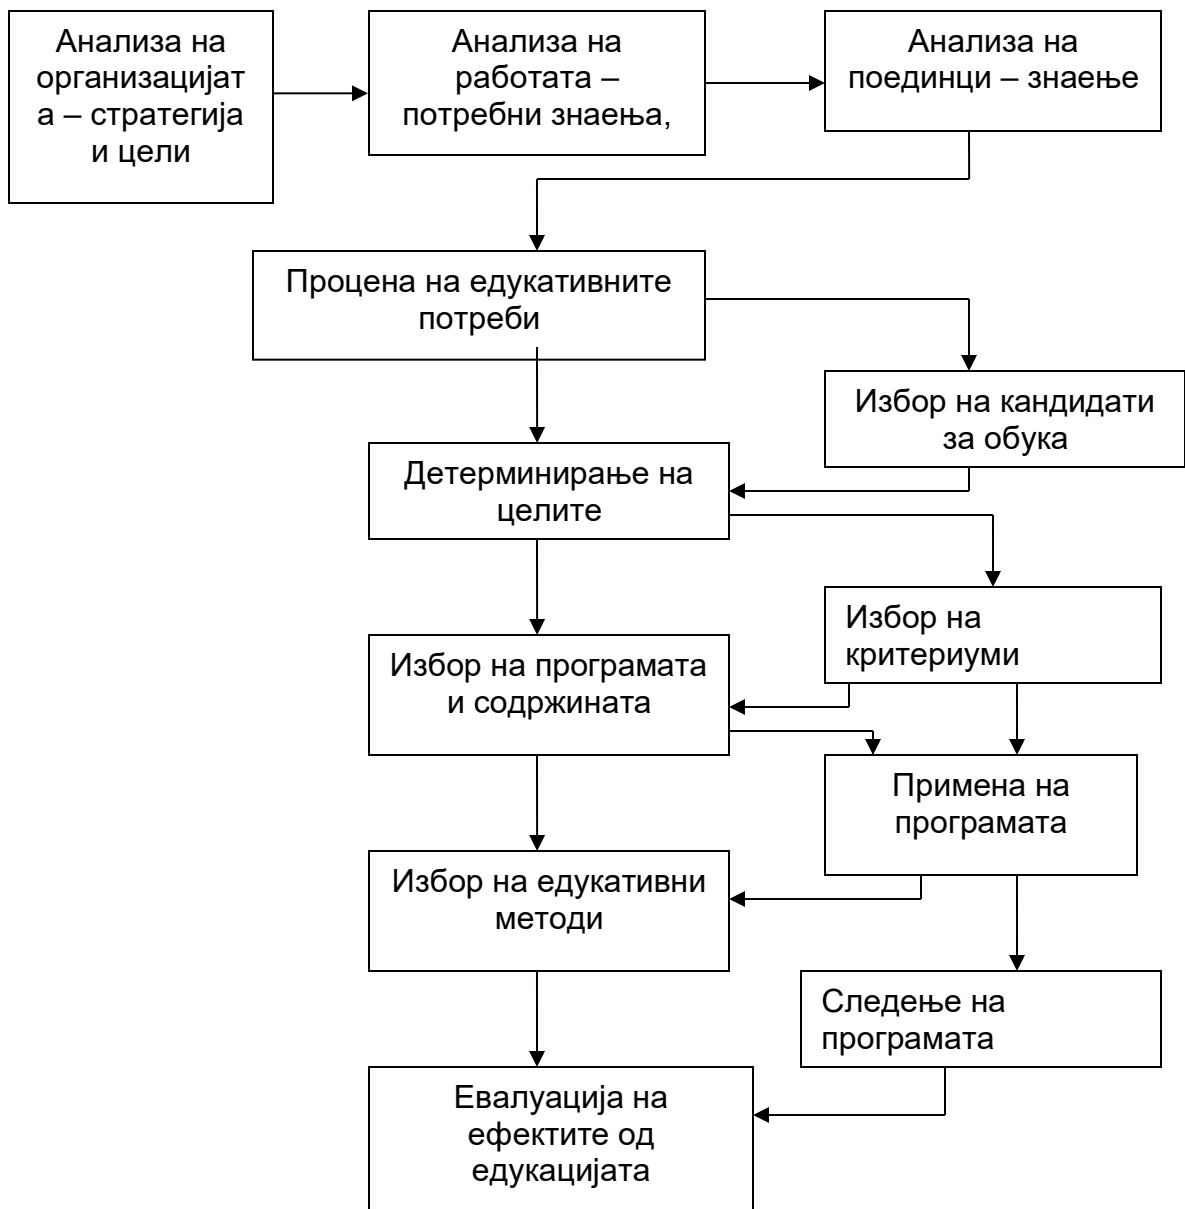 Анализа на
организацијат
а – стратегија
и цели
Анализа на
работата –
потребни знаења,
Анализа на
поединци – знаење
Процена на едукативните
потреби
Избор на кандидати
за обука
Детерминирање на
целите
Избор на
критериуми
Избор на програмата
и содржината
Примена на
програмата
Избор на едукативни
методи
Следење на
програмата
Евалуација на
ефектите од
едукацијата